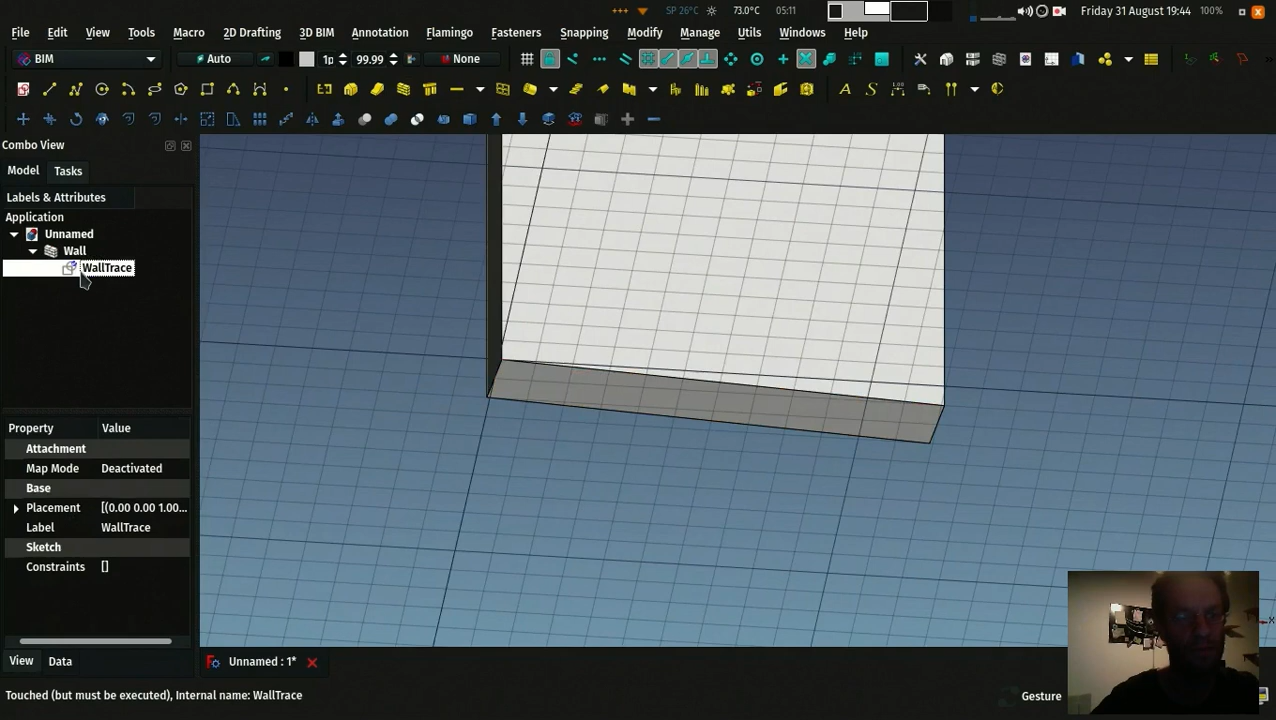 SP 26°C 73.0°C 05:11 Friday 31 August 19:44 100%
File Edit View Tools Macro 2D Drafting 3D BIM Annotation Flamingo Fasteners Snapping Modify Manage Utils Windows Help
BIM Auto 1p 99.99 None
Combo View
Model Tasks
Labels & Attributes
Application
Unnamed
Wall
WallTrace
Property Value
Attachment
Map Mode Deactivated
Base
Placement [(0.00 0.00 1.00...
Label WallTrace
Sketch
Constraints []
View Data
Unnamed : 1*
Touched (but must be executed), Internal name: WallTrace
Gesture